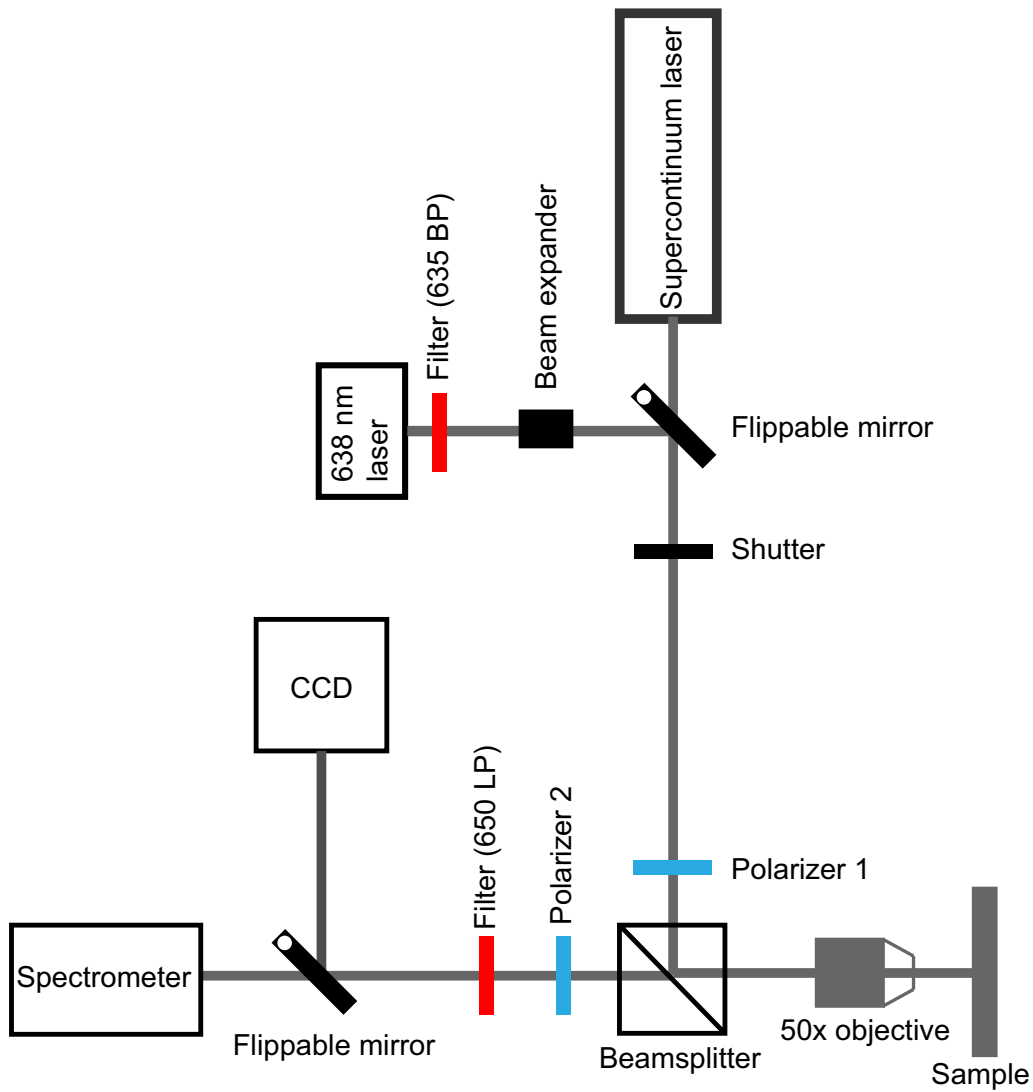 Supercontinuum laser
Filter (635 BP)
Beam expander
638 nm
laser
Flippable mirror
Shutter
CCD
Filter (650 LP)
Polarizer 2
Polarizer 1
Spectrometer
Flippable mirror
Beamsplitter
50x objective
Sample